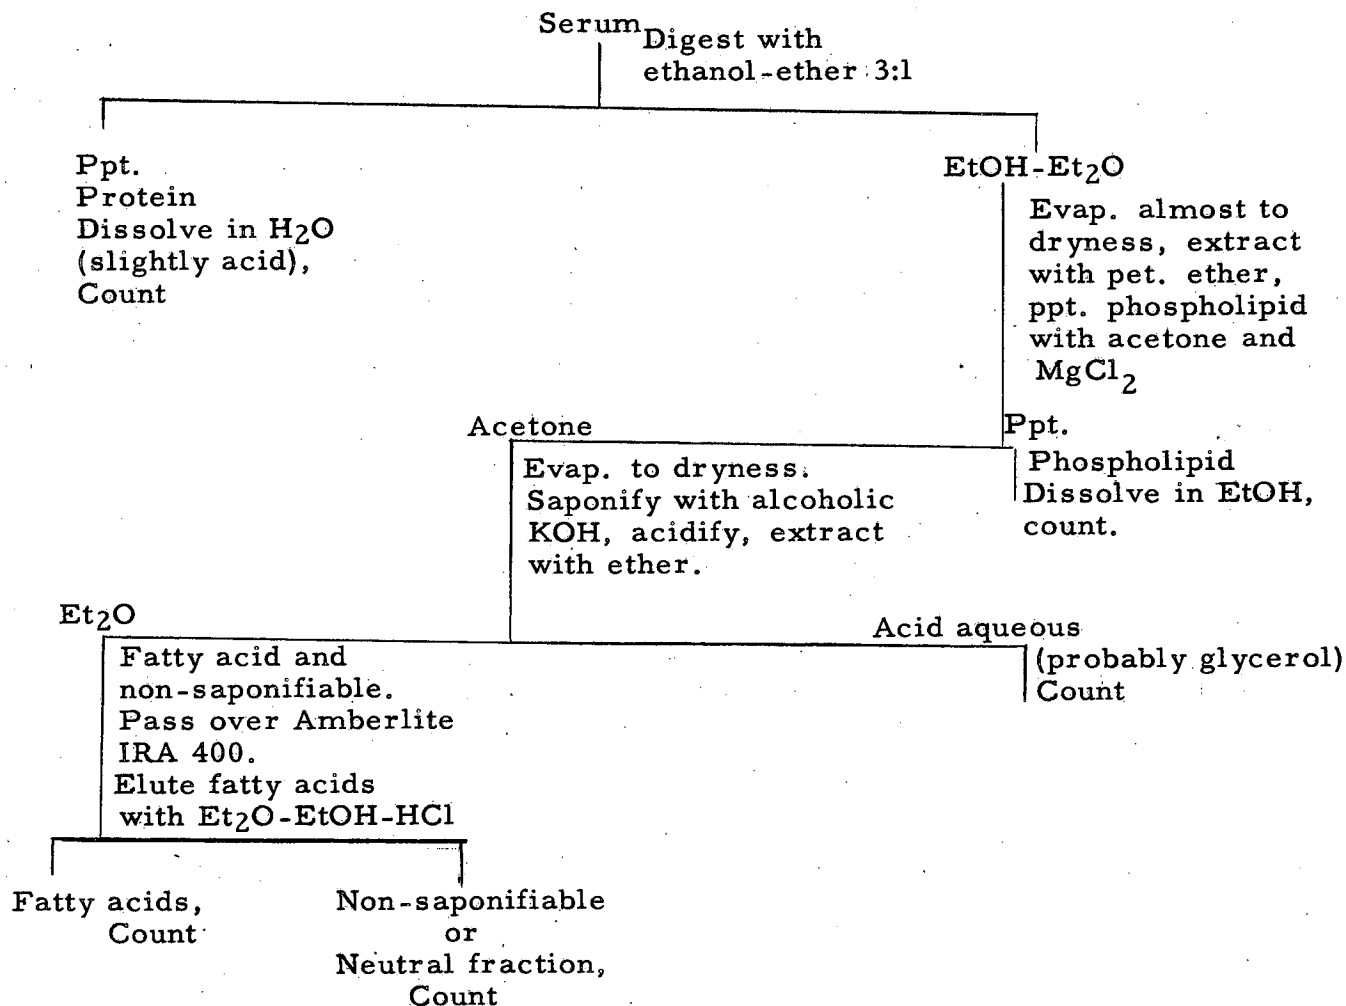 Serum
Digest with
ethanol-ether 3:1
Ppt.
Protein
Dissolve in H2O
(slightly acid),
Count
EtOH-Et2O
Evap. almost to
dryness, extract
with pet. ether,
ppt. phospholipid
with acetone and
MgCl2
Acetone
Evap. to dryness.
Saponify with alcoholic
KOH, acidify, extract
with ether.
Ppt.
Phospholipid
Dissolve in EtOH,
count.
Et2O
Fatty acid and
non-saponifiable.
Pass over Amberlite
IRA 400.
Elute fatty acids
with Et2O-EtOH-HCl
Acid aqueous
(probably glycerol)
Count
Fatty acids,
Count
Non-saponifiable
or
Neutral fraction,
Count